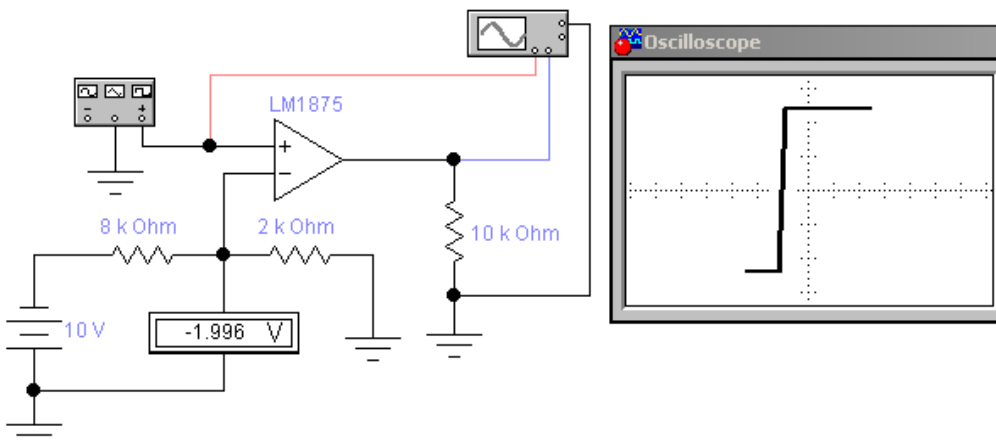 Oscilloscope
LM1875
- +
+
-
8 k Ohm
2 k Ohm
10 k Ohm
10 V
-1.996 V